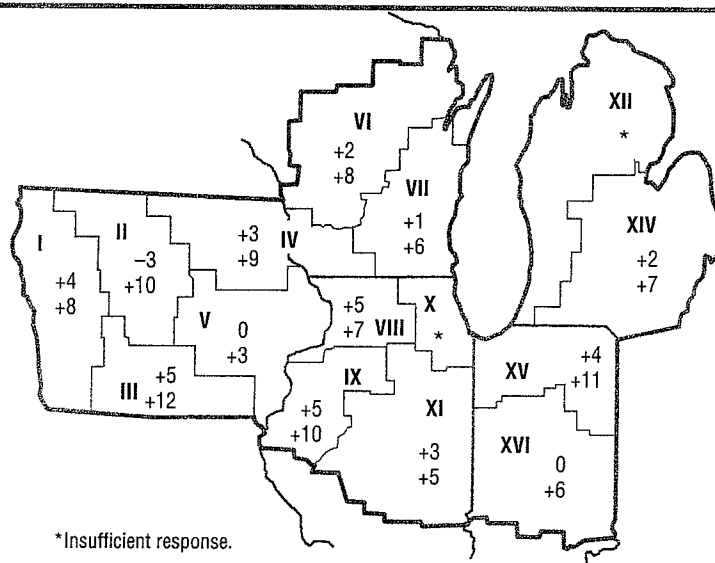 XII
*
VI
+2
+8
VII
+1
+6
XIV
+2
+7
I
+4
+8
II
−3
+10
+3
+9
IV
V
0
+3
+5
+7
VIII
X
*
III
+5
+12
IX
+5
+10
XI
+3
+5
XV
+4
+11
XVI
0
+6
*Insufficient response.